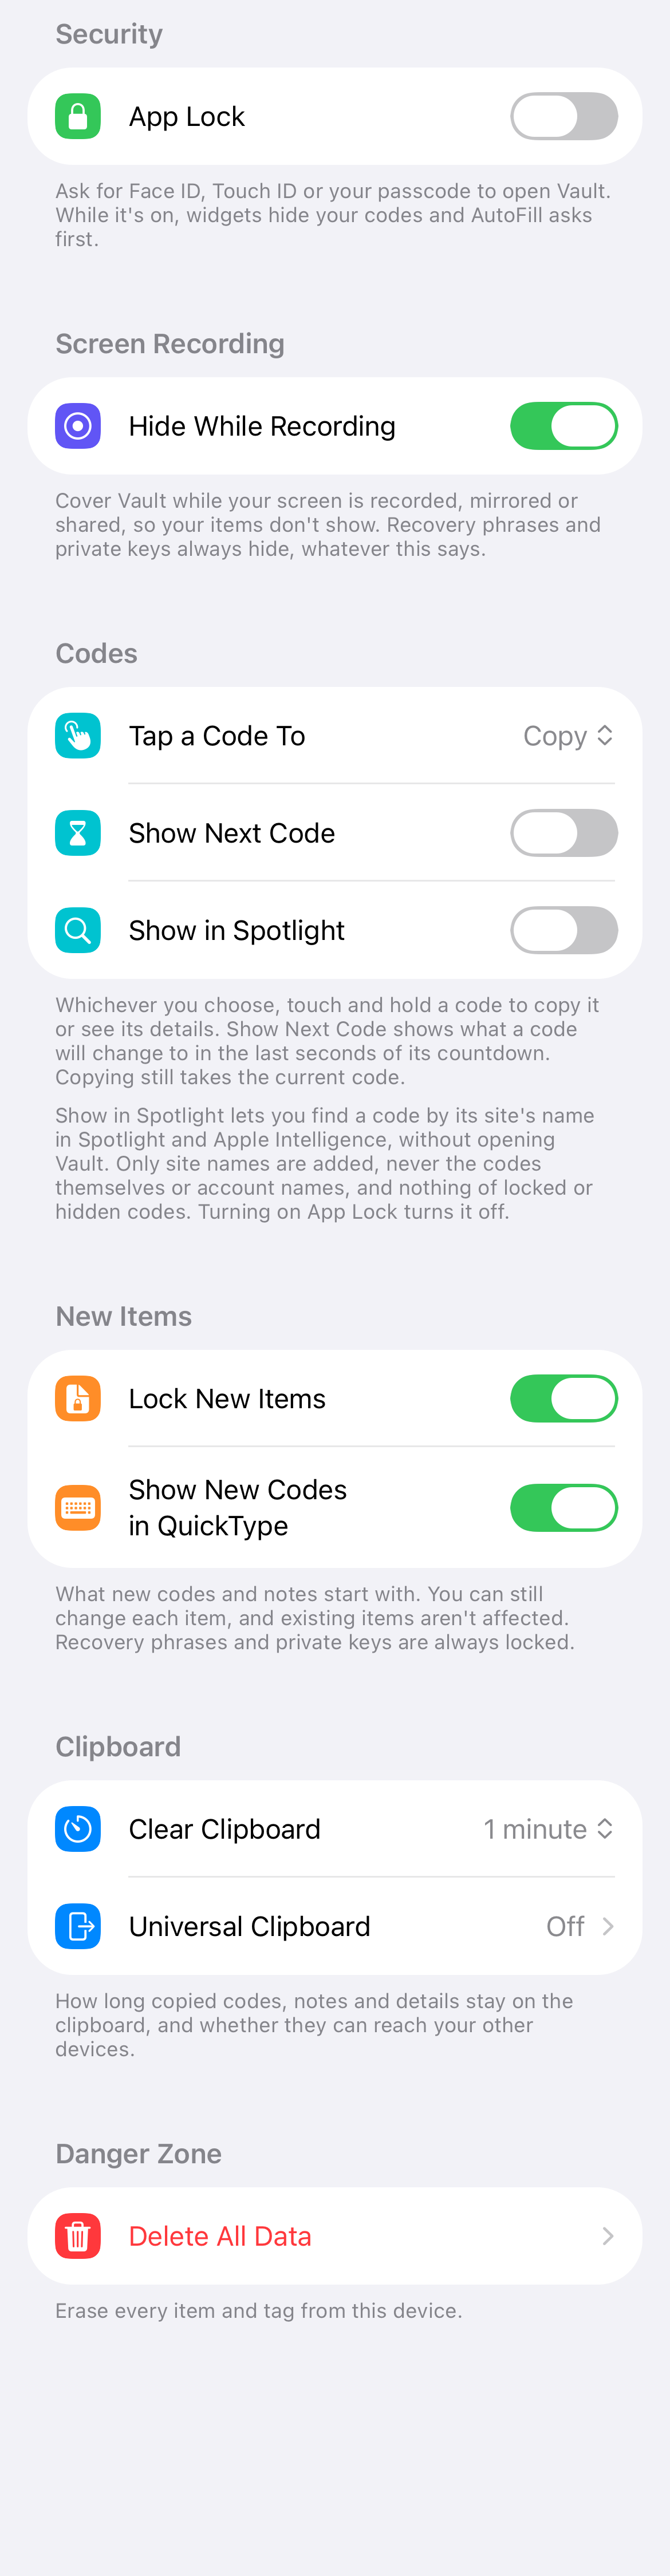 Security
App Lock
Ask for Face ID, Touch ID or your passcode to open Vault.
While it's on, widgets hide your codes and AutoFill asks
first.
Screen Recording
Hide While Recording
Cover Vault while your screen is recorded, mirrored or
shared, so your items don't show. Recovery phrases and
private keys always hide, whatever this says.
Codes
Tap a Code To Copy
Show Next Code
Show in Spotlight
Whichever you choose, touch and hold a code to copy it
or see its details. Show Next Code shows what a code
will change to in the last seconds of its countdown.
Copying still takes the current code.
Show in Spotlight lets you find a code by its site's name
in Spotlight and Apple Intelligence, without opening
Vault. Only site names are added, never the codes
themselves or account names, and nothing of locked or
hidden codes. Turning on App Lock turns it off.
New Items
Lock New Items
Show New Codes
in QuickType
What new codes and notes start with. You can still
change each item, and existing items aren't affected.
Recovery phrases and private keys are always locked.
Clipboard
Clear Clipboard 1 minute
Universal Clipboard Off
How long copied codes, notes and details stay on the
clipboard, and whether they can reach your other
devices.
Danger Zone
Delete All Data
Erase every item and tag from this device.